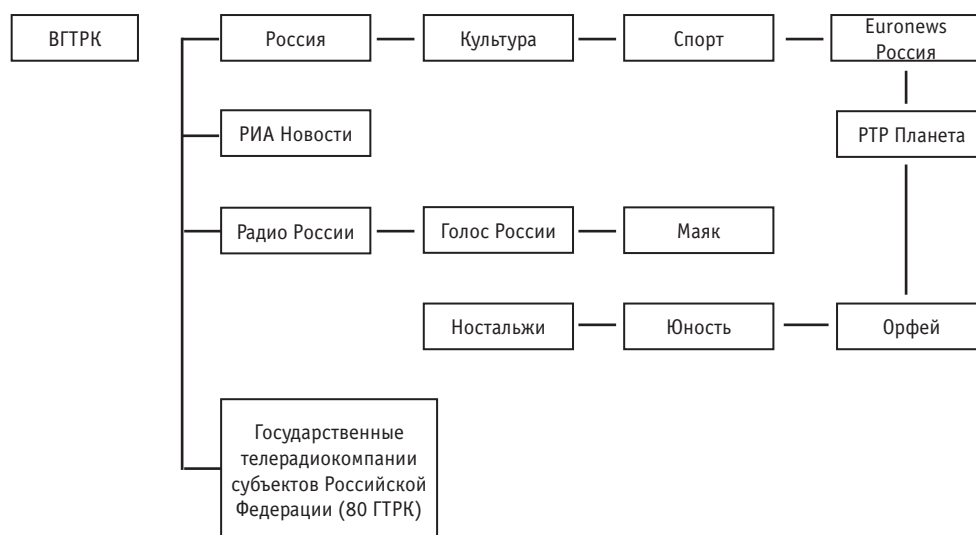 ВГТРК
Россия
Культура
Спорт
Euronews
Россия
РИА Новости
РТР Планета
Радио России
Голос России
Маяк
Ностальжи
Юность
Орфей
Государственные
телерадиокомпании
субъектов Российской
Федерации (80 ГТРК)